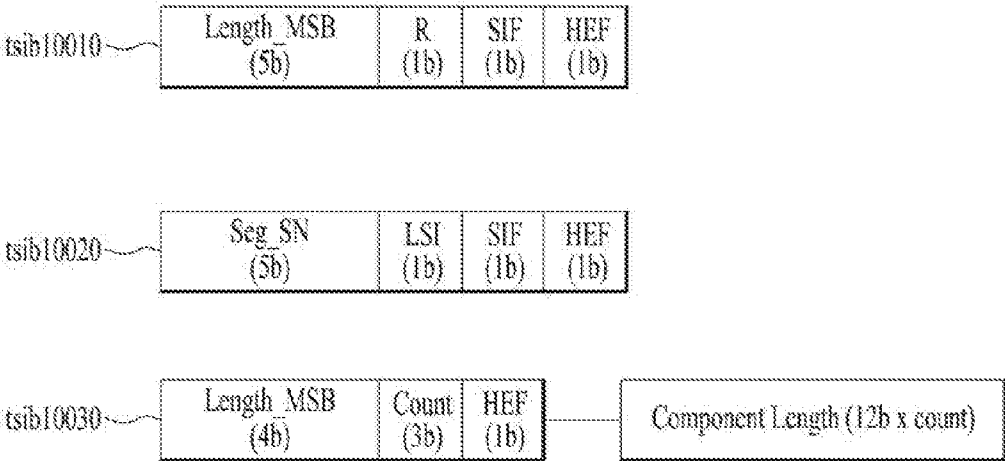 tsib10010
Length_MSB (5b)
R (1b)
SIF (1b)
HEF (1b)
tsib10020
Seg_SN (5b)
LSI (1b)
SIF (1b)
HEF (1b)
tsib10030
Length_MSB (4b)
Count (3b)
HEF (1b)
Component Length (12b x count)